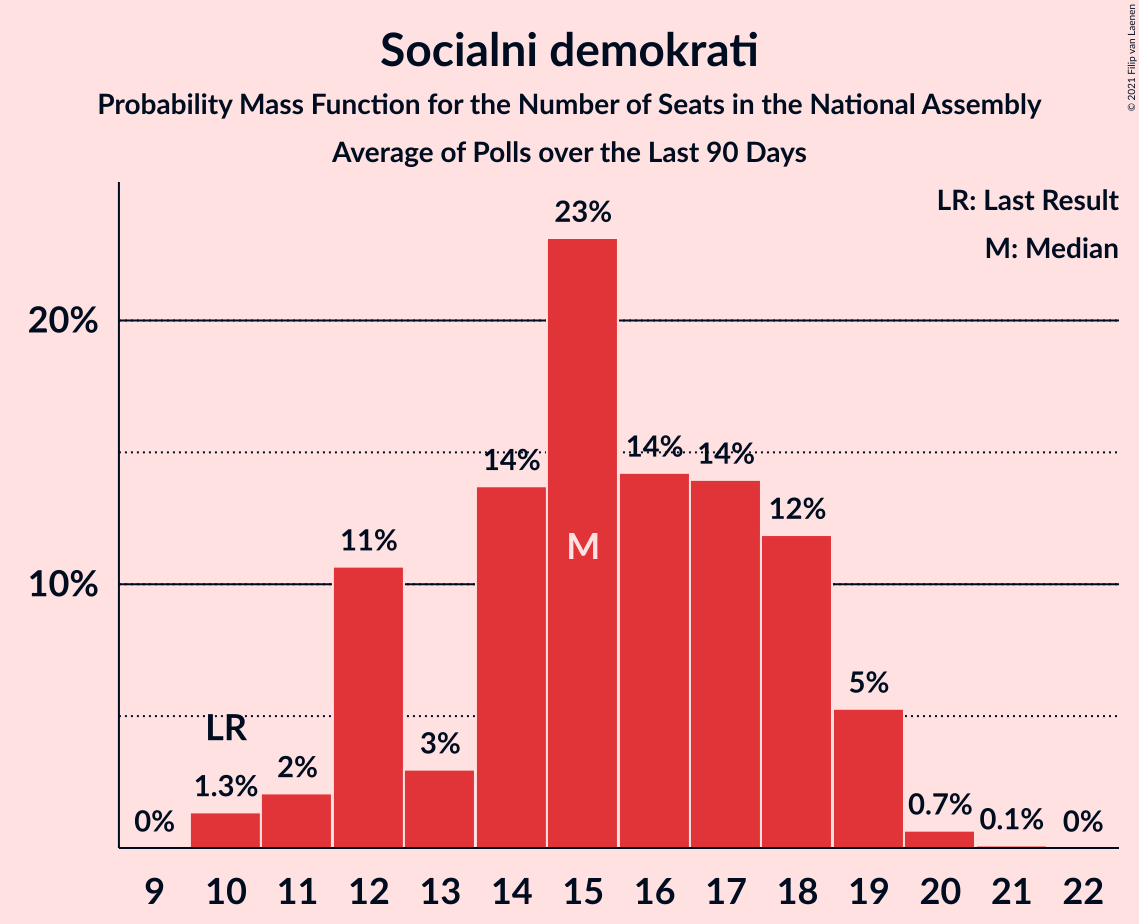 Socialni demokrati
Probability Mass Function for the Number of Seats in the National Assembly
Average of Polls over the Last 90 Days
© 2021 Filip van Laenen
LR: Last Result
M: Median
20%
10%
0%
1.3%
LR
2%
11%
3%
14%
23%
M
14%
14%
12%
5%
0.7%
0.1%
0%
9 10 11 12 13 14 15 16 17 18 19 20 21 22